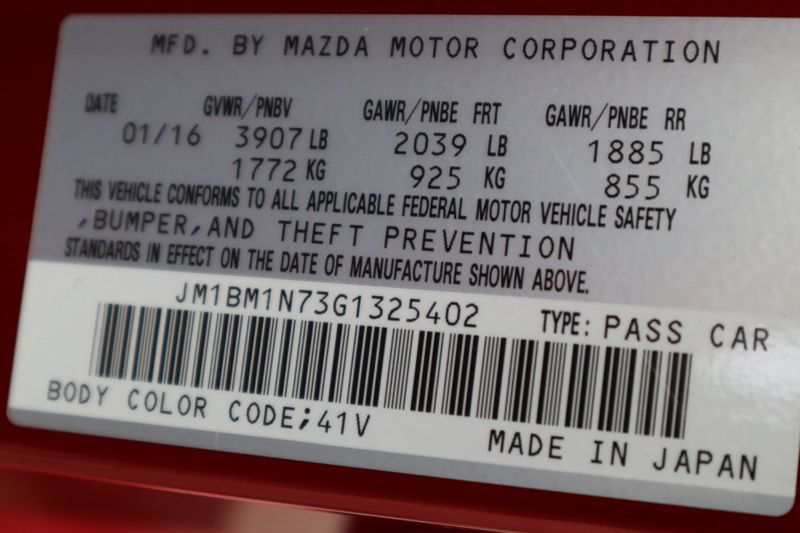 MFD. BY MAZDA MOTOR CORPORATION
DATE GVWR/PNBV GAWR/PNBE FRT GAWR/PNBE RR
01/16 3907 LB 2039 LB 1885 LB
1772 KG 925 KG 855 KG
THIS VEHICLE CONFORMS TO ALL APPLICABLE FEDERAL MOTOR VEHICLE SAFETY
,BUMPER,AND THEFT PREVENTION
STANDARDS IN EFFECT ON THE DATE OF MANUFACTURE SHOWN ABOVE.
JM1BM1N73G1325402 TYPE: PASS CAR
BODY COLOR CODE;41V MADE IN JAPAN